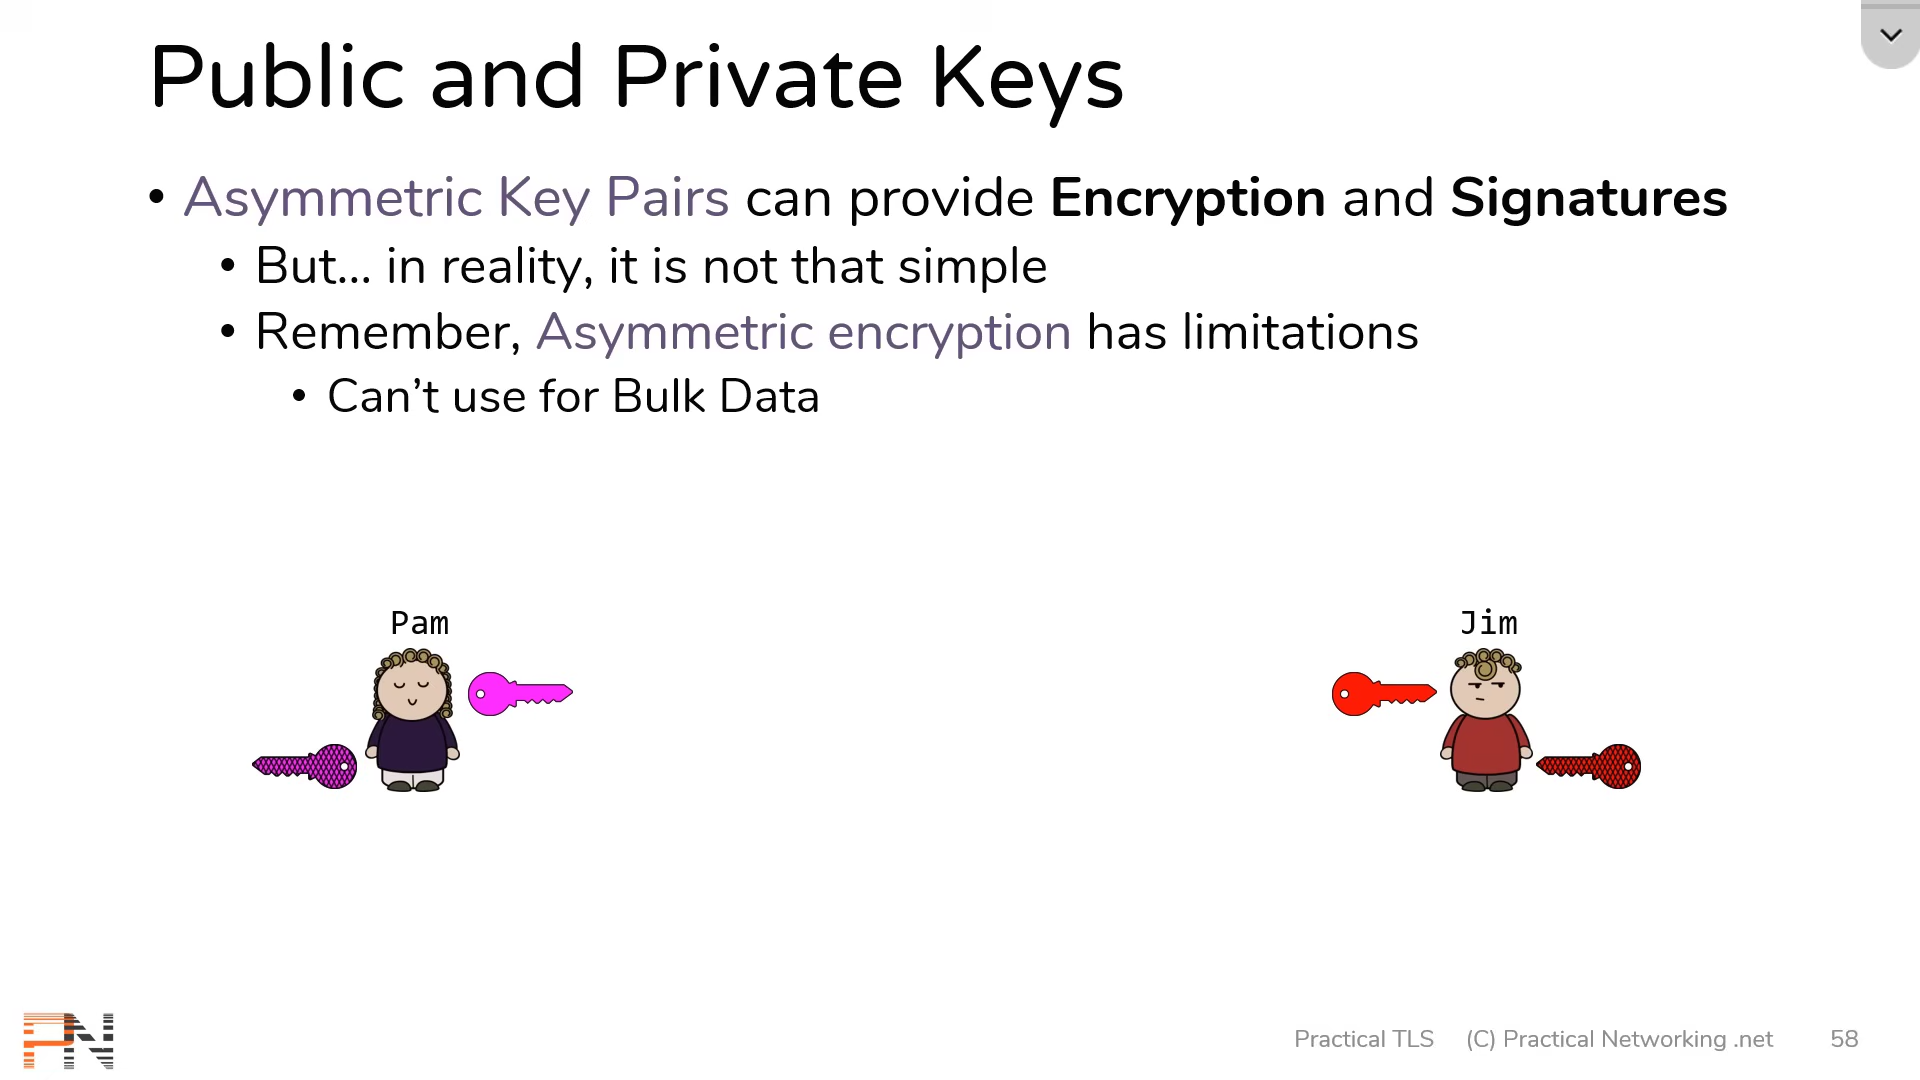 Public and Private Keys
• Asymmetric Key Pairs can provide Encryption and Signatures
• But... in reality, it is not that simple
• Remember, Asymmetric encryption has limitations
• Can’t use for Bulk Data
Pam
Jim
PN
Practical TLS (C) Practical Networking .net 58